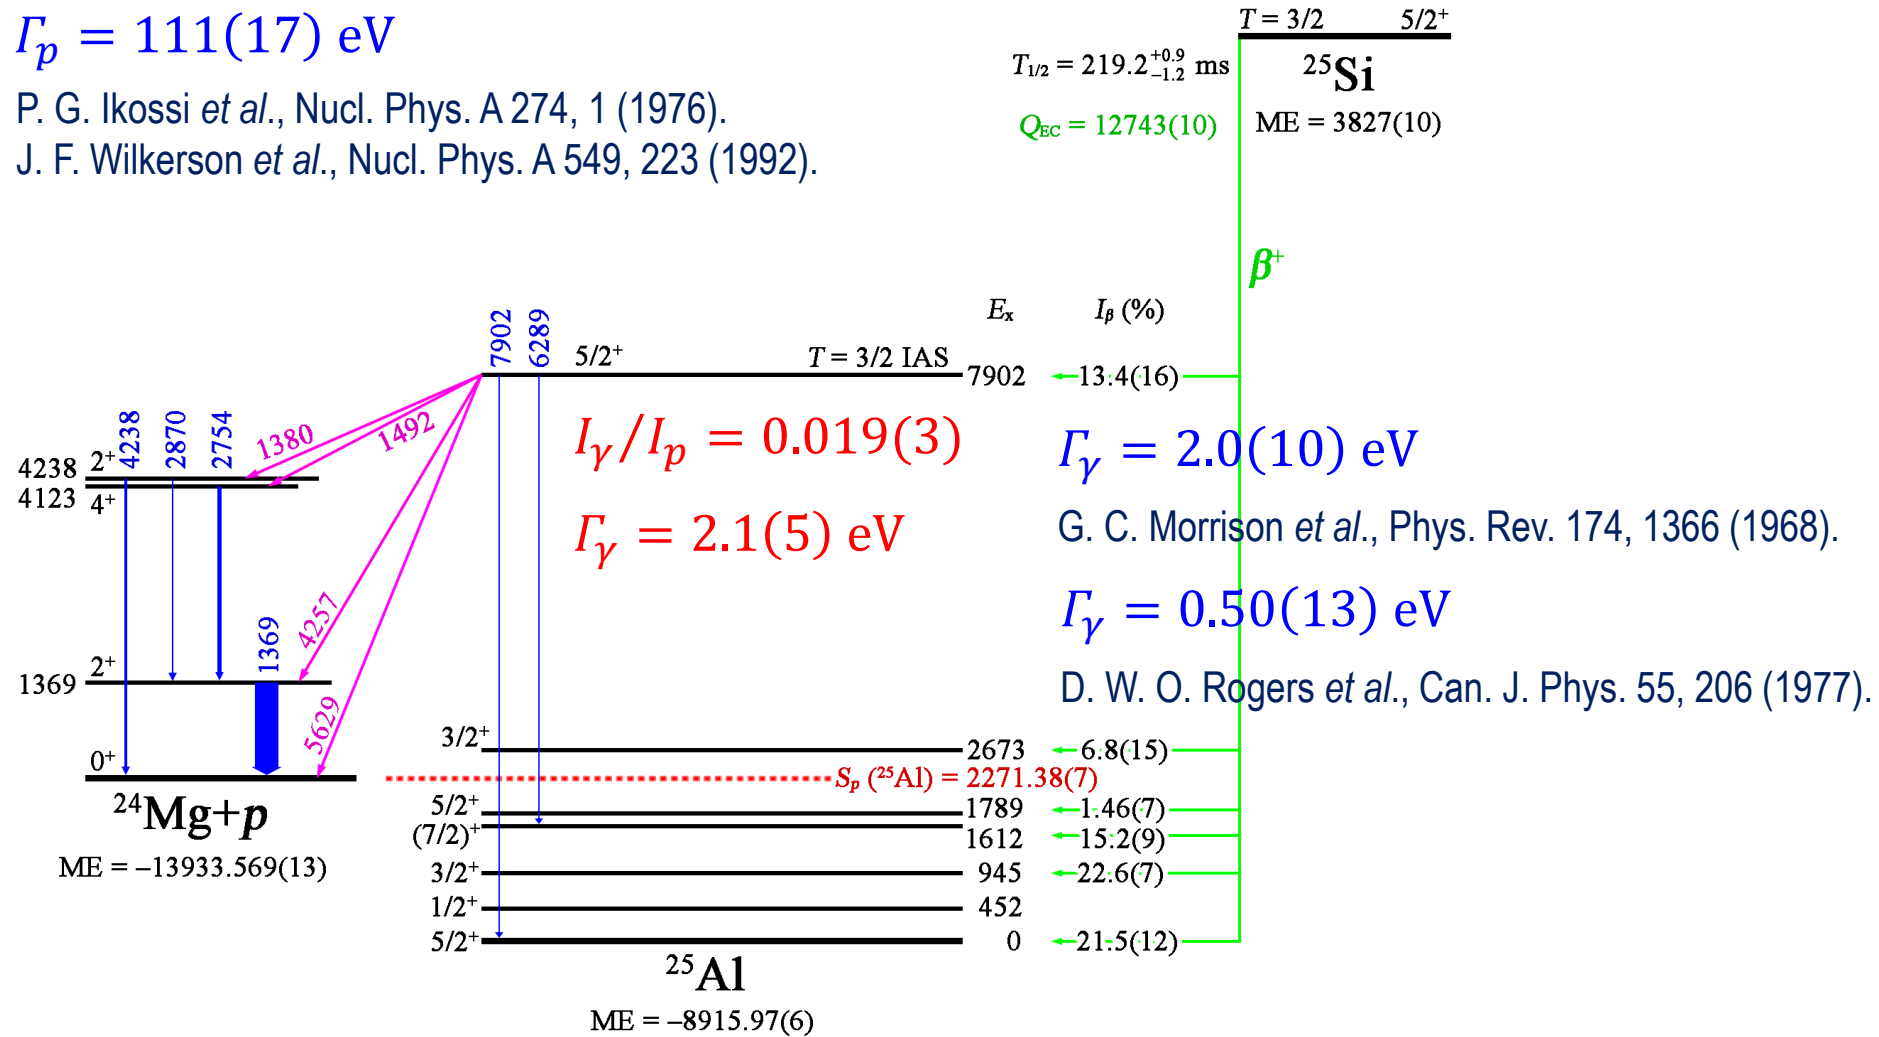 Γp = 111(17) eV
P. G. Ikossi et al., Nucl. Phys. A 274, 1 (1976).
J. F. Wilkerson et al., Nucl. Phys. A 549, 223 (1992).
T = 3/2 5/2+
T1/2 = 219.2 +0.9 −1.2 ms
25Si
QEC = 12743(10)
ME = 3827(10)
β+
Ex Iβ (%)
7902 6289
5/2+ T = 3/2 IAS 7902 13.4(16)
Iγ/Ip = 0.019(3)
Γγ = 2.1(5) eV
Γγ = 2.0(10) eV
G. C. Morrison et al., Phys. Rev. 174, 1366 (1968).
Γγ = 0.50(13) eV
D. W. O. Rogers et al., Can. J. Phys. 55, 206 (1977).
1380 1492
4257
5629
4238 2870 2754
4238 2+
4123 4+
1369
1369 2+
0+
24Mg+p
ME = –13933.569(13)
3/2+ 2673 6.8(15)
Sp (25Al) = 2271.38(7)
5/2+ 1789 1.46(7)
(7/2)+ 1612 15.2(9)
3/2+ 945 22.6(7)
1/2+ 452
5/2+ 0 21.5(12)
25Al
ME = –8915.97(6)